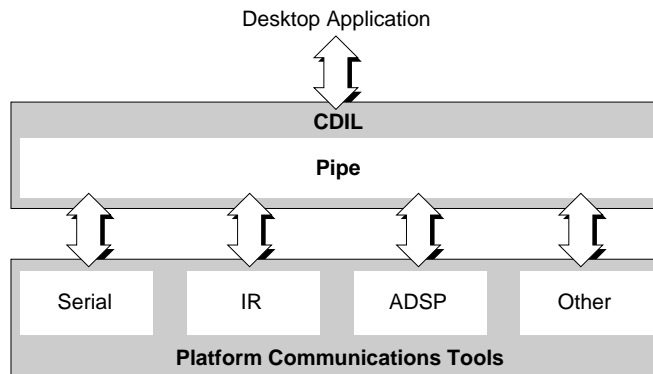 Desktop Application
CDIL
Pipe
Serial
IR
ADSP
Other
Platform Communications Tools